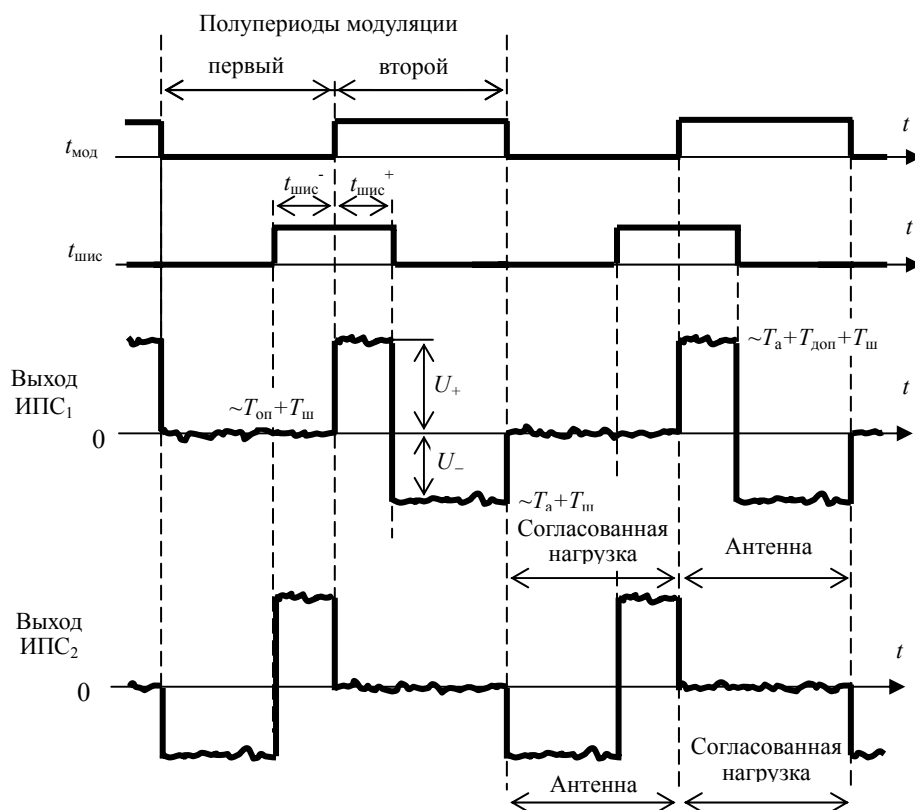 Полупериоды модуляции
первый
второй
t
tмод
tшис-
tшис+
t
tшис
~Tа+Tдоп+Tш
Выход
ИПС1
U+
t
~Tоп+Tш
0
U–
~Tа+Tш
Согласованная
нагрузка
Антенна
Выход
ИПС2
t
0
Согласованная
нагрузка
Антенна